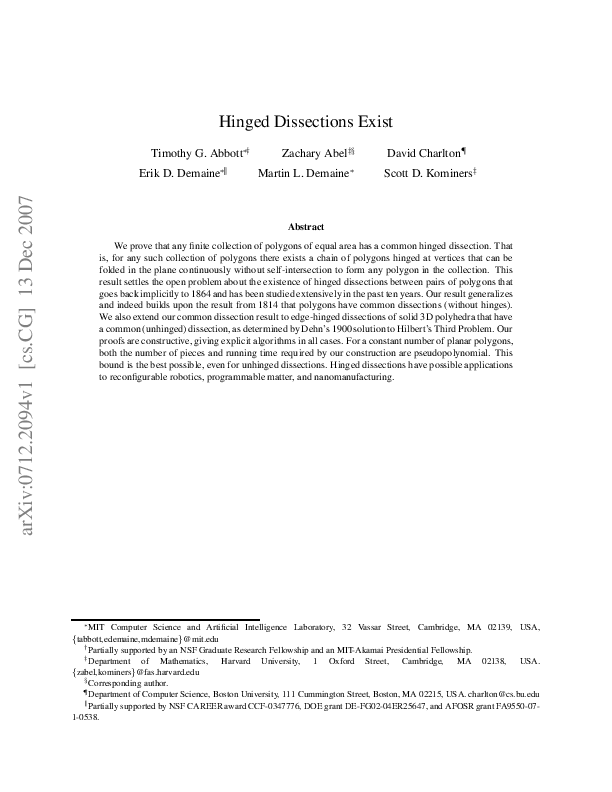 Hinged Dissections Exist
Timothy G. Abbott*† Zachary Abel‡§ David Charlton¶
Erik D. Demaine*‖ Martin L. Demaine* Scott D. Kominers‡
Abstract
We prove that any finite collection of polygons of equal area has a common hinged dissection. That
is, for any such collection of polygons there exists a chain of polygons hinged at vertices that can be
folded in the plane continuously without self-intersection to form any polygon in the collection. This
result settles the open problem about the existence of hinged dissections between pairs of polygons that
goes back implicitly to 1864 and has been studied extensively in the past ten years. Our result generalizes
and indeed builds upon the result from 1814 that polygons have common dissections (without hinges).
We also extend our common dissection result to edge-hinged dissections of solid 3D polyhedra that have
a common (unhinged) dissection, as determined by Dehn's 1900 solution to Hilbert's Third Problem. Our
proofs are constructive, giving explicit algorithms in all cases. For a constant number of planar polygons,
both the number of pieces and running time required by our construction are pseudopolynomial. This
bound is the best possible, even for unhinged dissections. Hinged dissections have possible applications
to reconfigurable robotics, programmable matter, and nanomanufacturing.
arXiv:0712.2094v1 [cs.CG] 13 Dec 2007
*MIT Computer Science and Artificial Intelligence Laboratory, 32 Vassar Street, Cambridge, MA 02139, USA,
{tabbott,edemaine,mdemaine}@mit.edu
†Partially supported by an NSF Graduate Research Fellowship and an MIT-Akamai Presidential Fellowship.
‡Department of Mathematics, Harvard University, 1 Oxford Street, Cambridge, MA 02138, USA.
{zabel,kominers}@fas.harvard.edu
§Corresponding author.
¶Department of Computer Science, Boston University, 111 Cummington Street, Boston, MA 02215, USA. charlton@cs.bu.edu
‖Partially supported by NSF CAREER award CCF-0347776, DOE grant DE-FG02-04ER25647, and AFOSR grant FA9550-07-
1-0538.